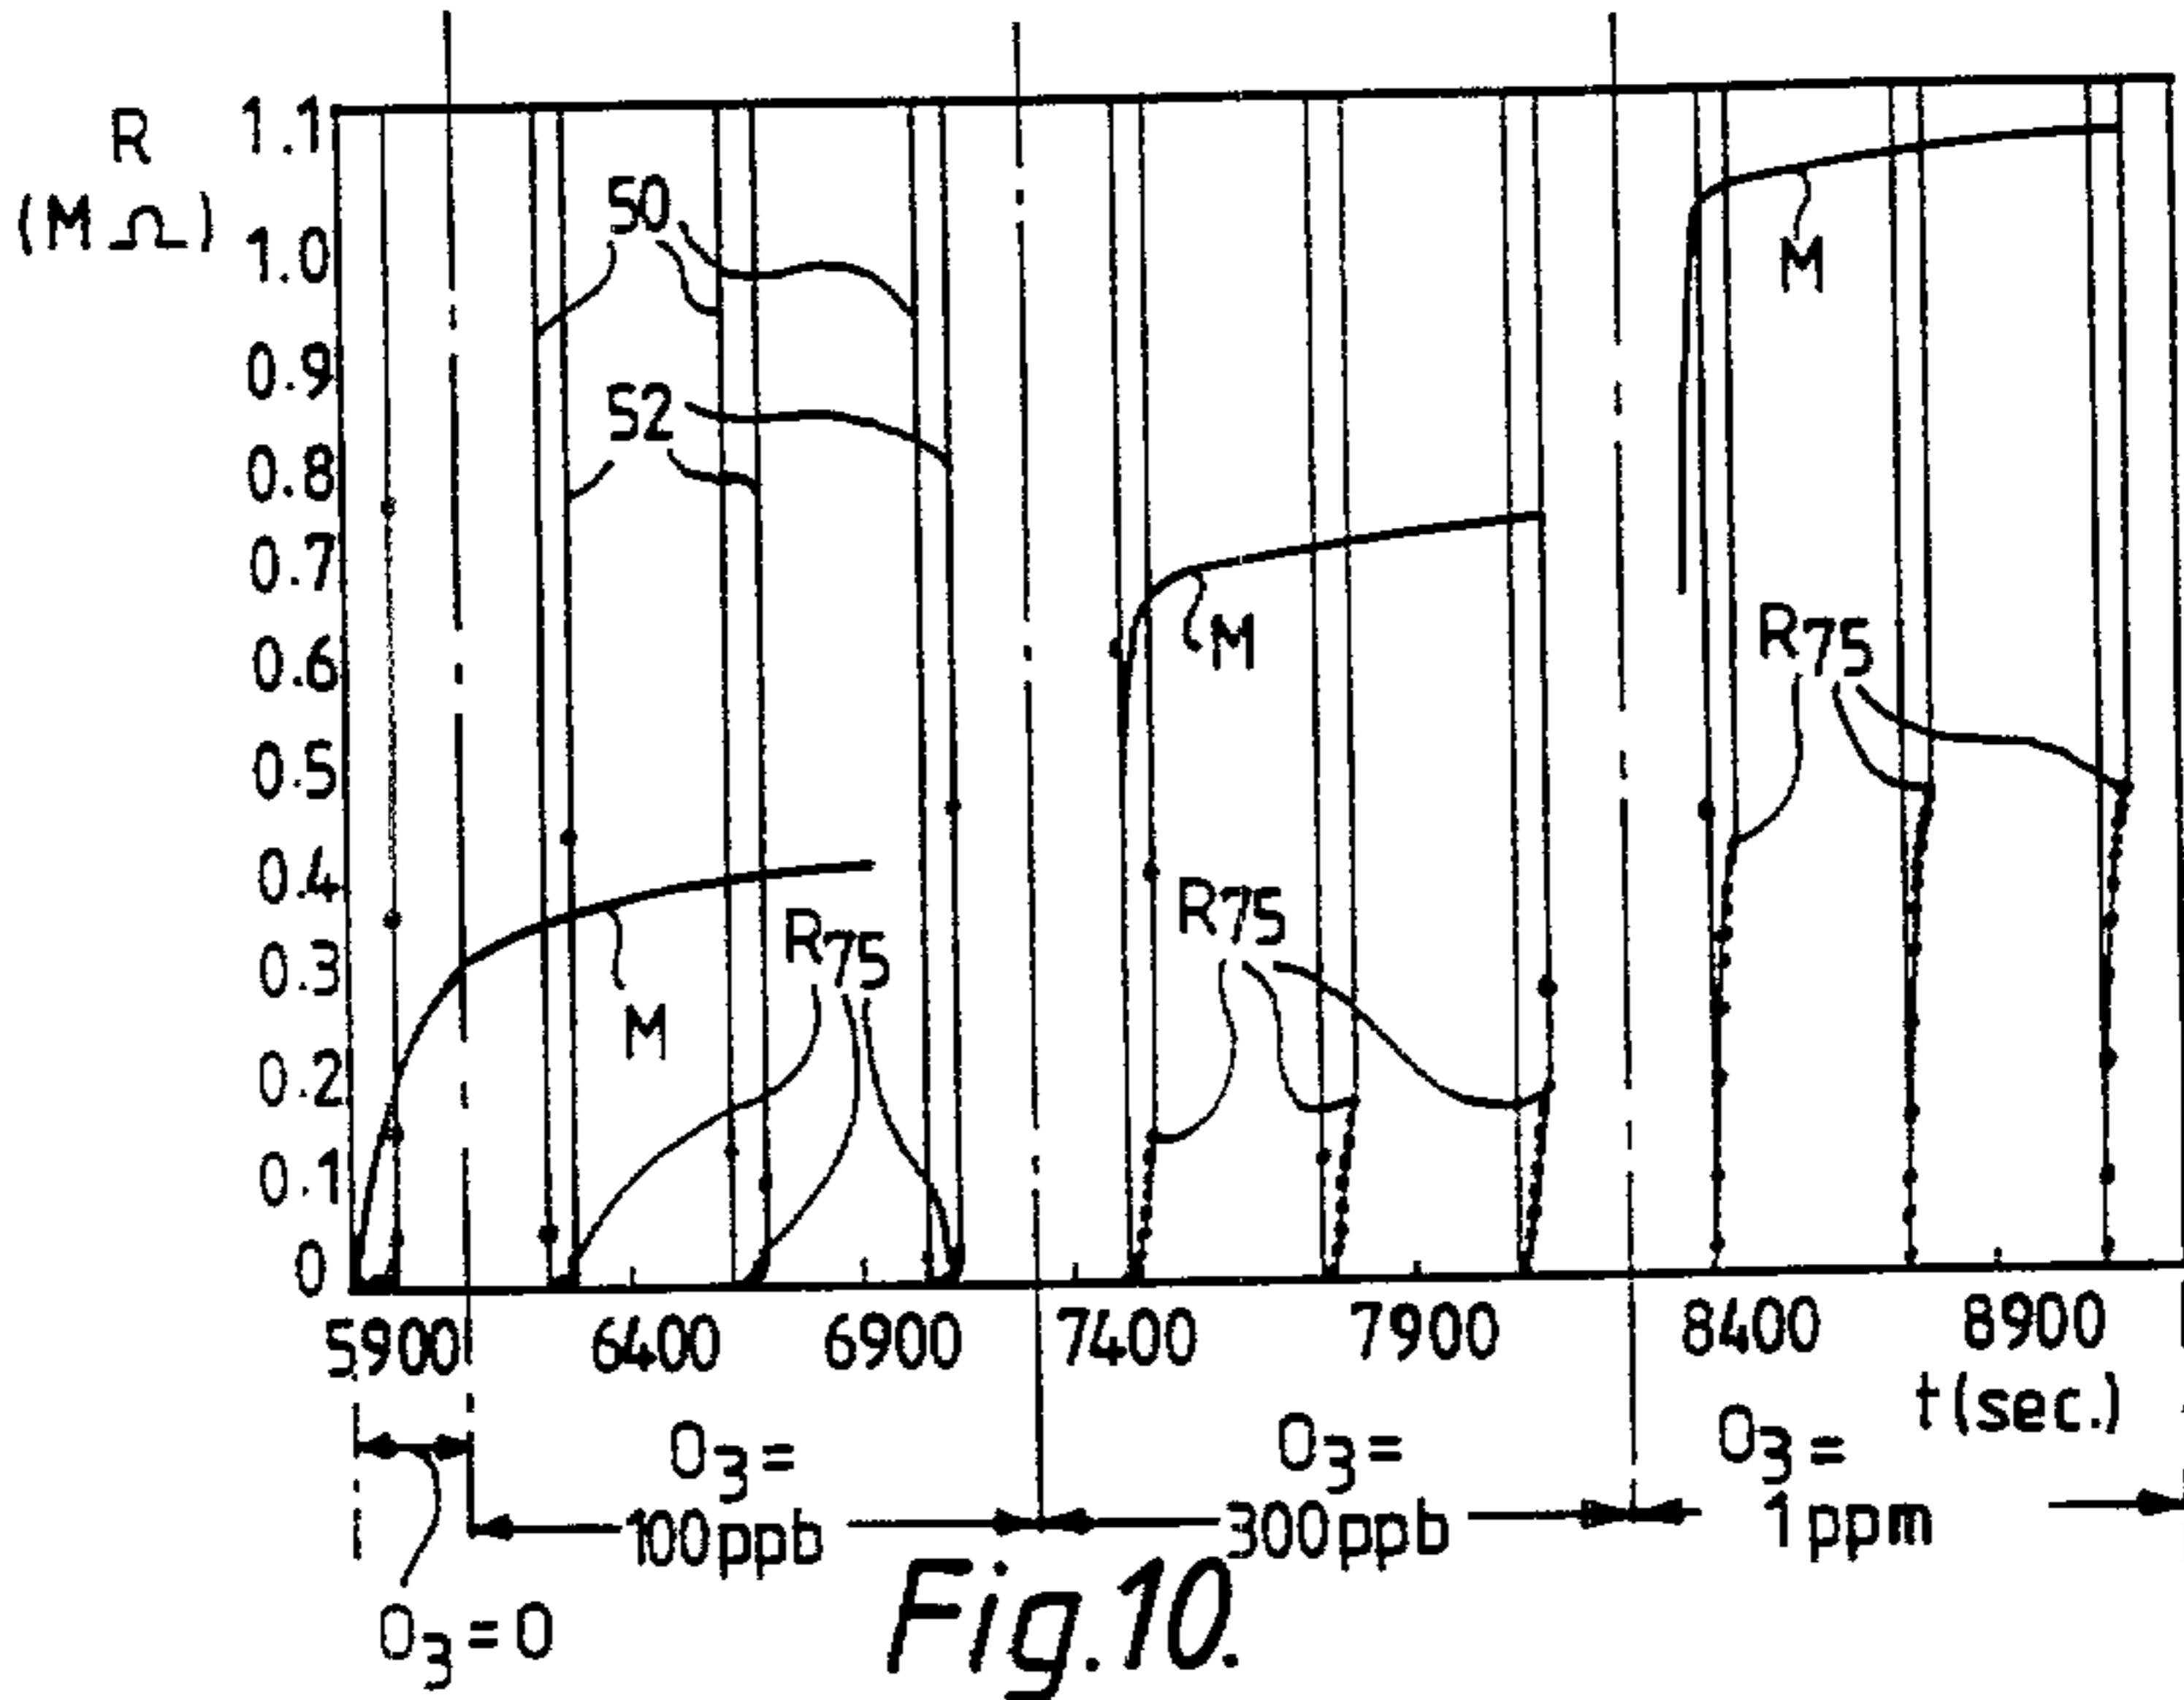 R
(MΩ)
1.1
1.0
0.9
0.8
0.7
0.6
0.5
0.4
0.3
0.2
0.1
0
50
52
M
R75
M
R75
M
R75
5900
6400
6900
7400
7900
8400
8900
t(sec.)
O3=0
O3=
100ppb
O3=
300ppb
O3=
1ppm
Fig.10.